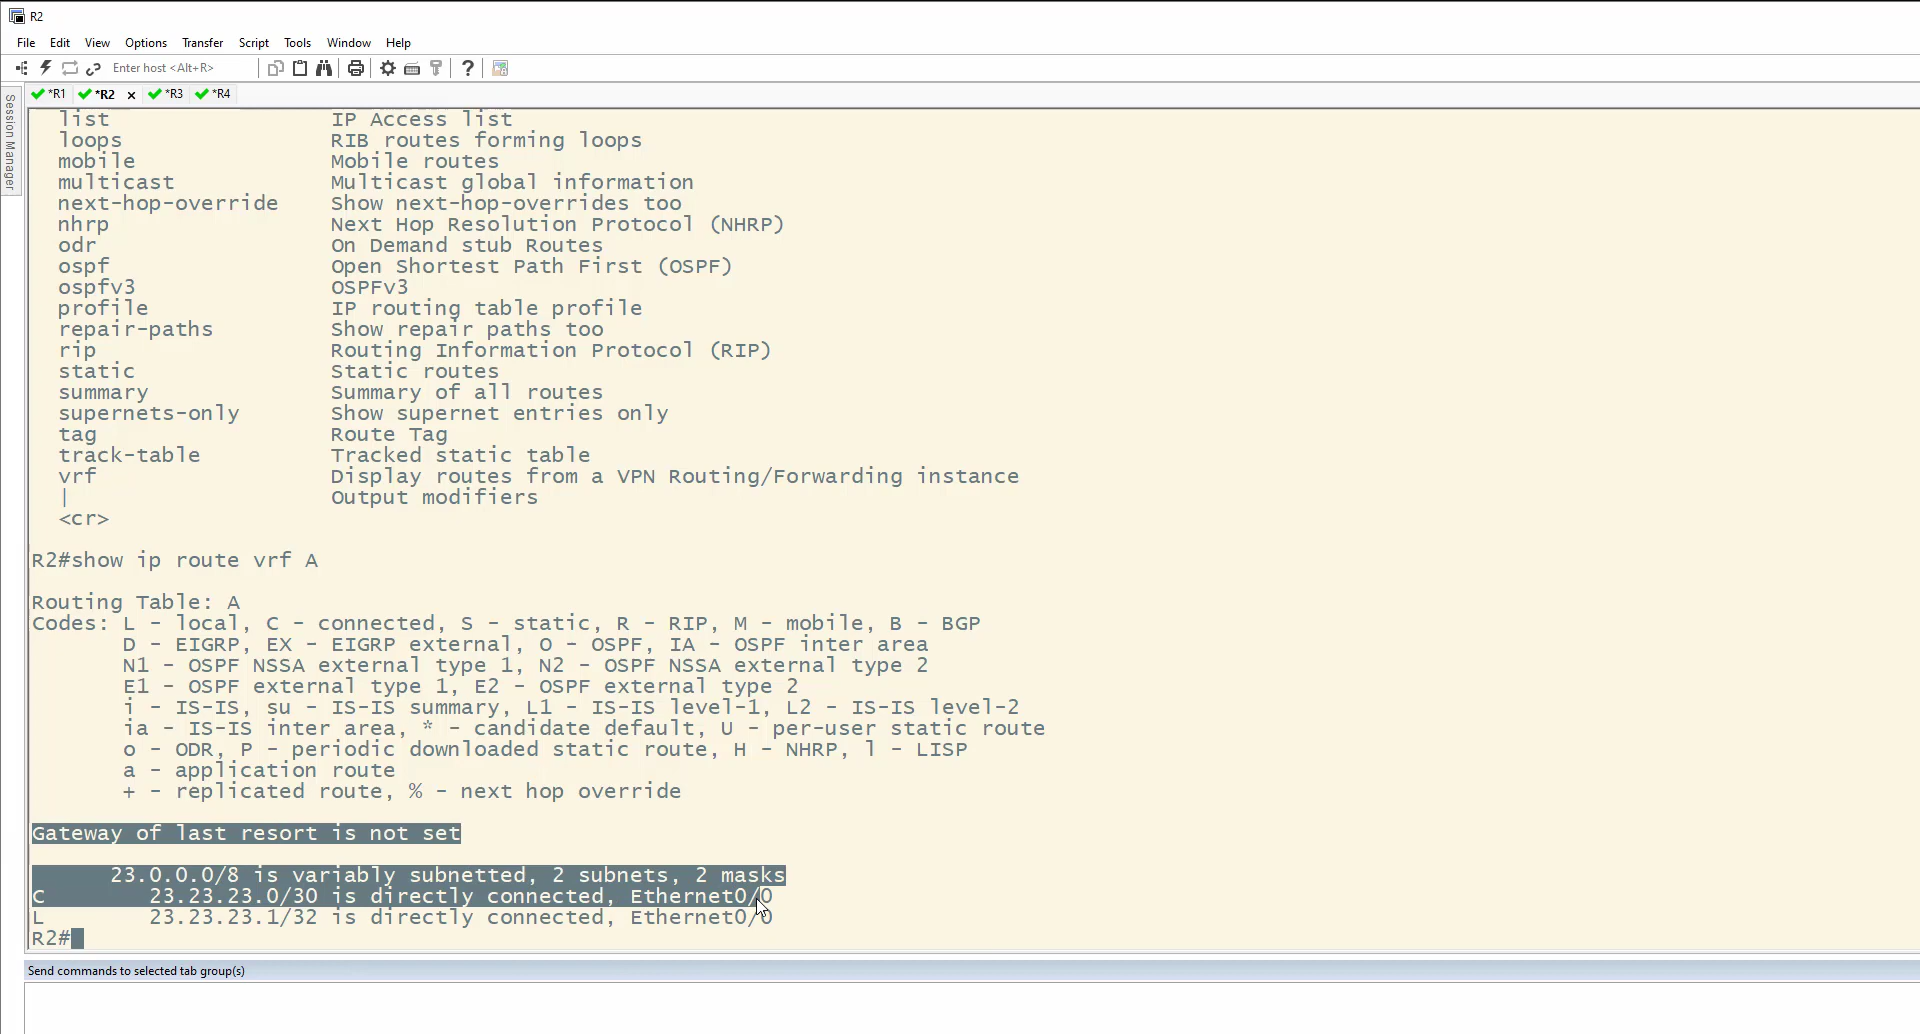 R2
File Edit View Options Transfer Script Tools Window Help
Enter host <Alt+R>
*R1 *R2 x *R3 *R4
Session Manager
list IP Access list
loops RIB routes forming loops
mobile Mobile routes
multicast Multicast global information
next-hop-override Show next-hop-overrides too
nhrp Next Hop Resolution Protocol (NHRP)
odr On Demand stub Routes
ospf Open Shortest Path First (OSPF)
ospfv3 OSPFv3
profile IP routing table profile
repair-paths Show repair paths too
rip Routing Information Protocol (RIP)
static Static routes
summary Summary of all routes
supernets-only Show supernet entries only
tag Route Tag
track-table Tracked static table
vrf Display routes from a VPN Routing/Forwarding instance
| Output modifiers
<cr>
R2#show ip route vrf A
Routing Table: A
Codes: L - local, C - connected, S - static, R - RIP, M - mobile, B - BGP
D - EIGRP, EX - EIGRP external, O - OSPF, IA - OSPF inter area
N1 - OSPF NSSA external type 1, N2 - OSPF NSSA external type 2
E1 - OSPF external type 1, E2 - OSPF external type 2
i - IS-IS, su - IS-IS summary, L1 - IS-IS level-1, L2 - IS-IS level-2
ia - IS-IS inter area, * - candidate default, U - per-user static route
o - ODR, P - periodic downloaded static route, H - NHRP, l - LISP
a - application route
+ - replicated route, % - next hop override
Gateway of last resort is not set
23.0.0.0/8 is variably subnetted, 2 subnets, 2 masks
C 23.23.23.0/30 is directly connected, Ethernet0/0
L 23.23.23.1/32 is directly connected, Ethernet0/0
R2#
Send commands to selected tab group(s)